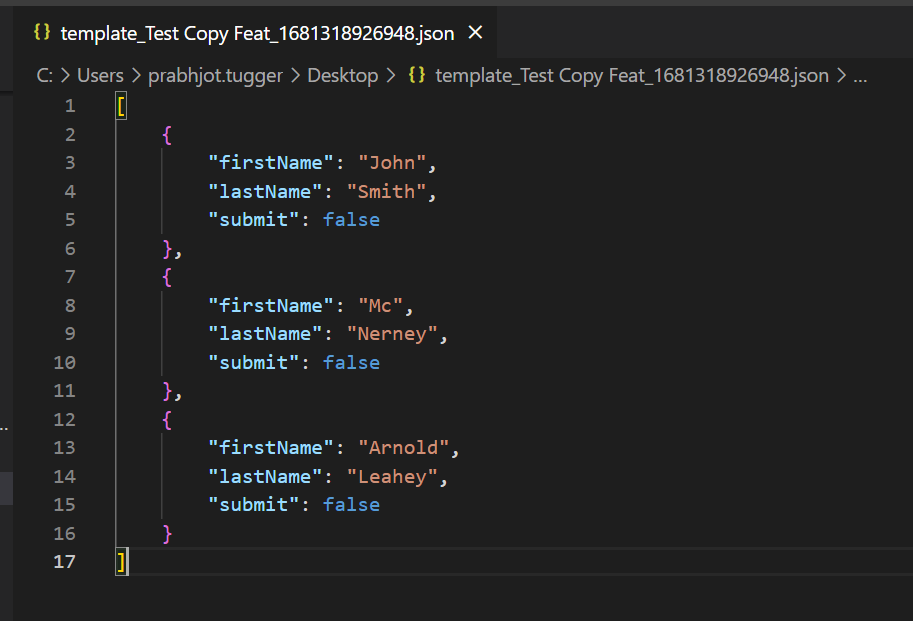 {} template_Test Copy Feat_1681318926948.json ×
C: > Users > prabhjot.tugger > Desktop > {} template_Test Copy Feat_1681318926948.json > ...
1 [
2     {
3         "firstName": "John",
4         "lastName": "Smith",
5         "submit": false
6     },
7     {
8         "firstName": "Mc",
9         "lastName": "Nerney",
10         "submit": false
11     },
12     {
13         "firstName": "Arnold",
14         "lastName": "Leahey",
15         "submit": false
16     }
17 ]